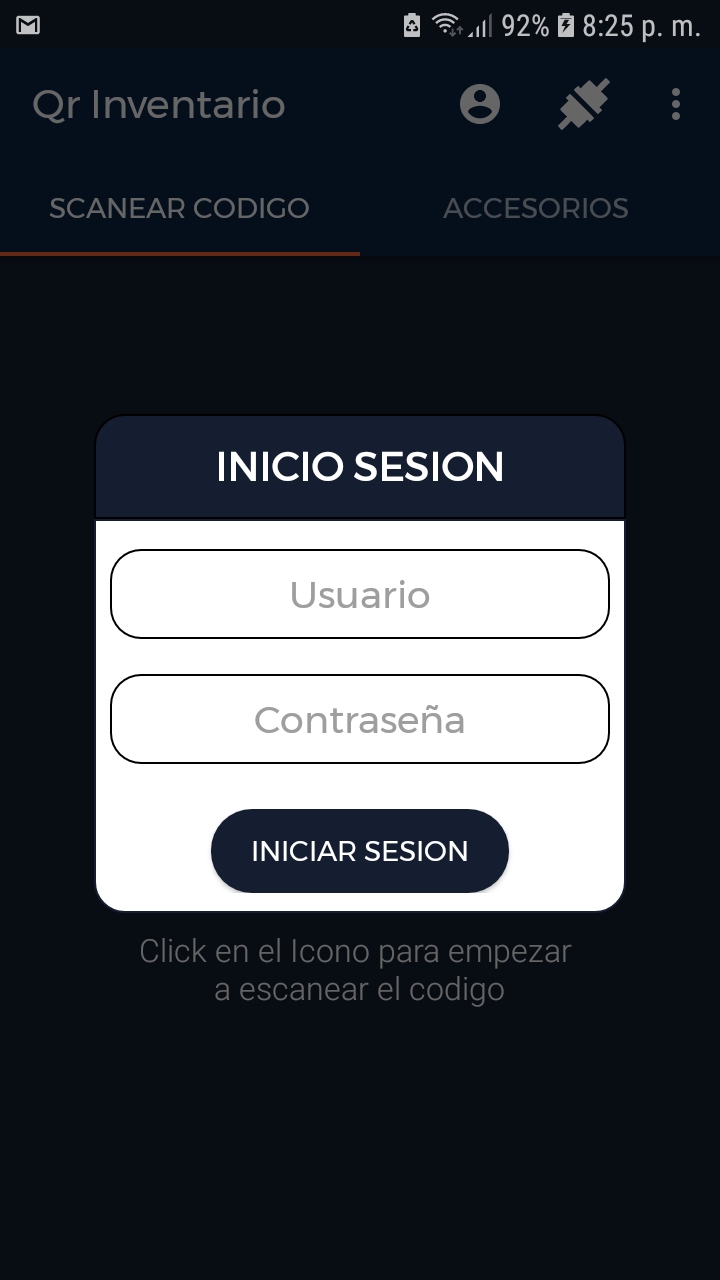 92% 8:25 p. m.
Qr Inventario
SCANEAR CODIGO
ACCESORIOS
INICIO SESION
Usuario
Contraseña
INICIAR SESION
Click en el Icono para empezar
a escanear el codigo